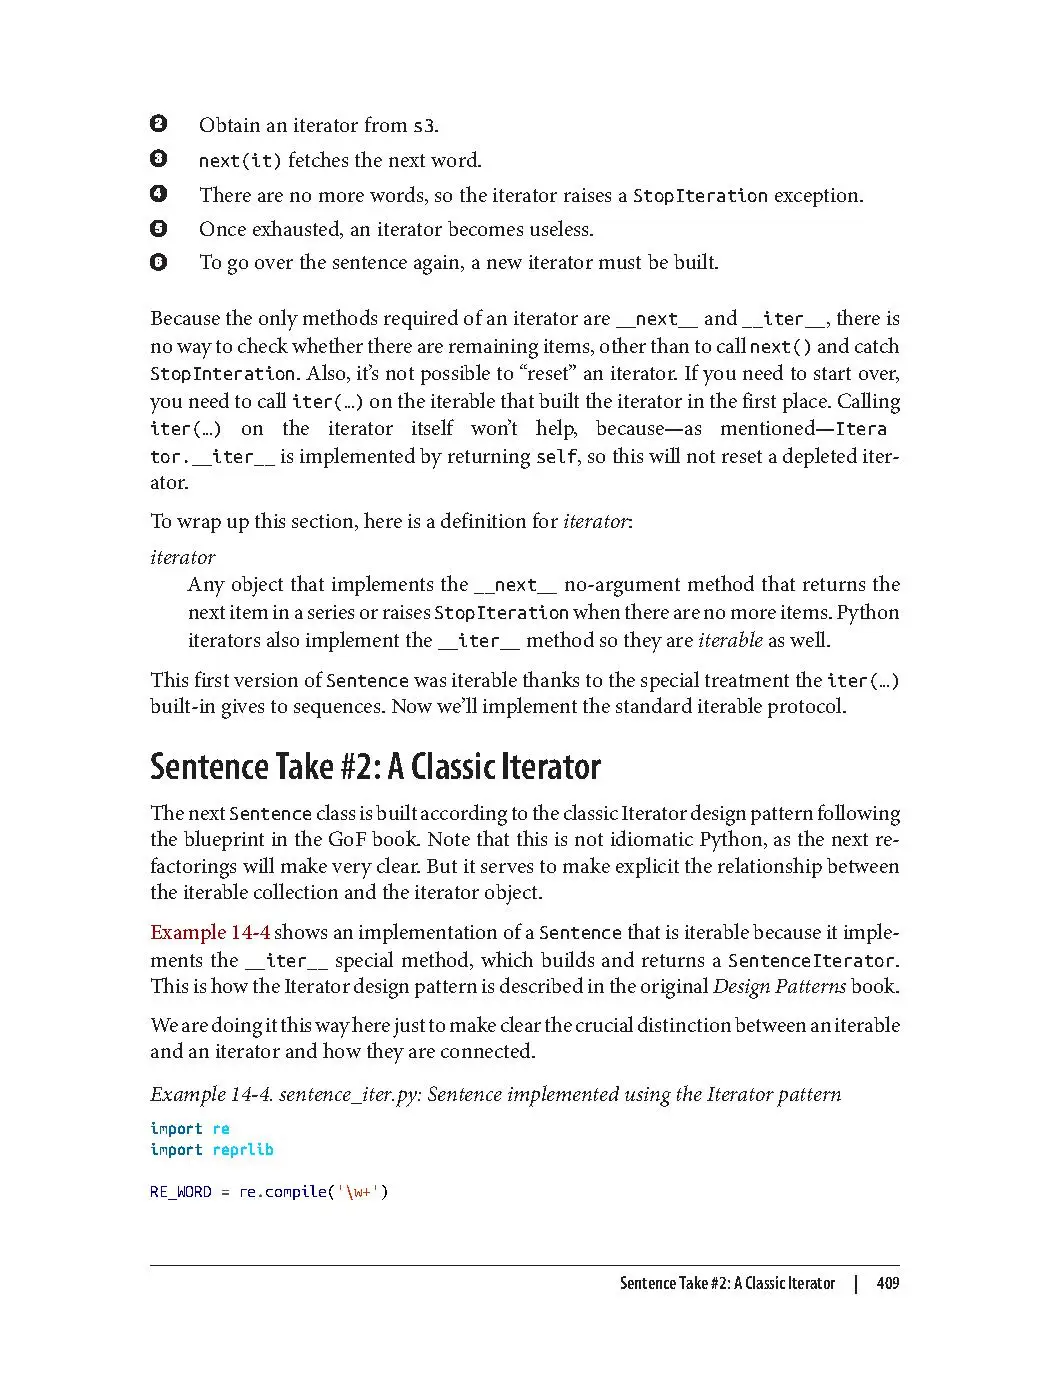 ❷ Obtain an iterator from s3.
❸ next(it) fetches the next word.
❹ There are no more words, so the iterator raises a StopIteration exception.
❺ Once exhausted, an iterator becomes useless.
❻ To go over the sentence again, a new iterator must be built.
Because the only methods required of an iterator are __next__ and __iter__, there is
no way to check whether there are remaining items, other than to call next() and catch
StopInteration. Also, it’s not possible to “reset” an iterator. If you need to start over,
you need to call iter(…) on the iterable that built the iterator in the first place. Calling
iter(…) on the iterator itself won’t help, because—as mentioned—Itera
tor.__iter__ is implemented by returning self, so this will not reset a depleted iter-
ator.
To wrap up this section, here is a definition for iterator:
iterator
Any object that implements the __next__ no-argument method that returns the
next item in a series or raises StopIteration when there are no more items. Python
iterators also implement the __iter__ method so they are iterable as well.
This first version of Sentence was iterable thanks to the special treatment the iter(…)
built-in gives to sequences. Now we’ll implement the standard iterable protocol.
Sentence Take #2: A Classic Iterator
The next Sentence class is built according to the classic Iterator design pattern following
the blueprint in the GoF book. Note that this is not idiomatic Python, as the next re-
factorings will make very clear. But it serves to make explicit the relationship between
the iterable collection and the iterator object.
Example 14-4 shows an implementation of a Sentence that is iterable because it imple-
ments the __iter__ special method, which builds and returns a SentenceIterator.
This is how the Iterator design pattern is described in the original Design Patterns book.
We are doing it this way here just to make clear the crucial distinction between an iterable
and an iterator and how they are connected.
Example 14-4. sentence_iter.py: Sentence implemented using the Iterator pattern
import re
import reprlib
RE_WORD = re.compile('\w+')
Sentence Take #2: A Classic Iterator | 409